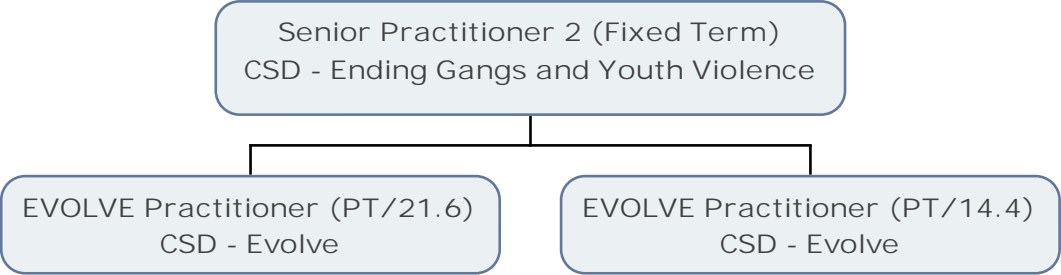 Senior Practitioner 2 (Fixed Term)
CSD - Ending Gangs and Youth Violence
EVOLVE Practitioner (PT/21.6)
CSD - Evolve
EVOLVE Practitioner (PT/14.4)
CSD - Evolve